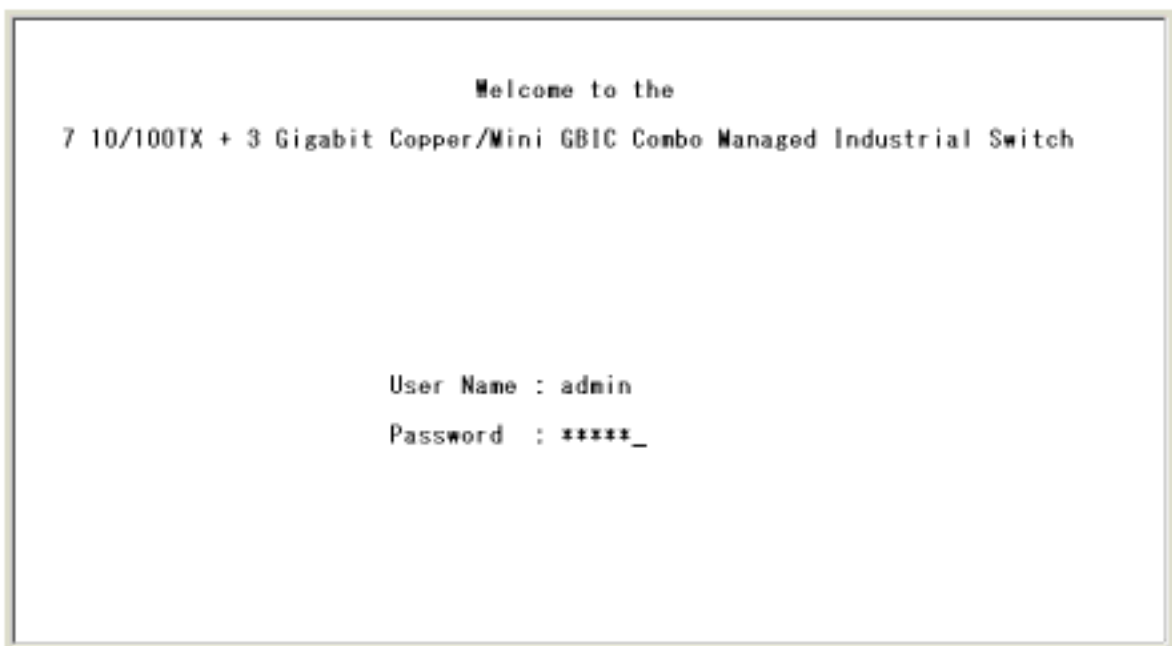 Welcome to the
7 10/100TX + 3 Gigabit Copper/Mini GBIC Combo Managed Industrial Switch
User Name : admin
Password : *****_